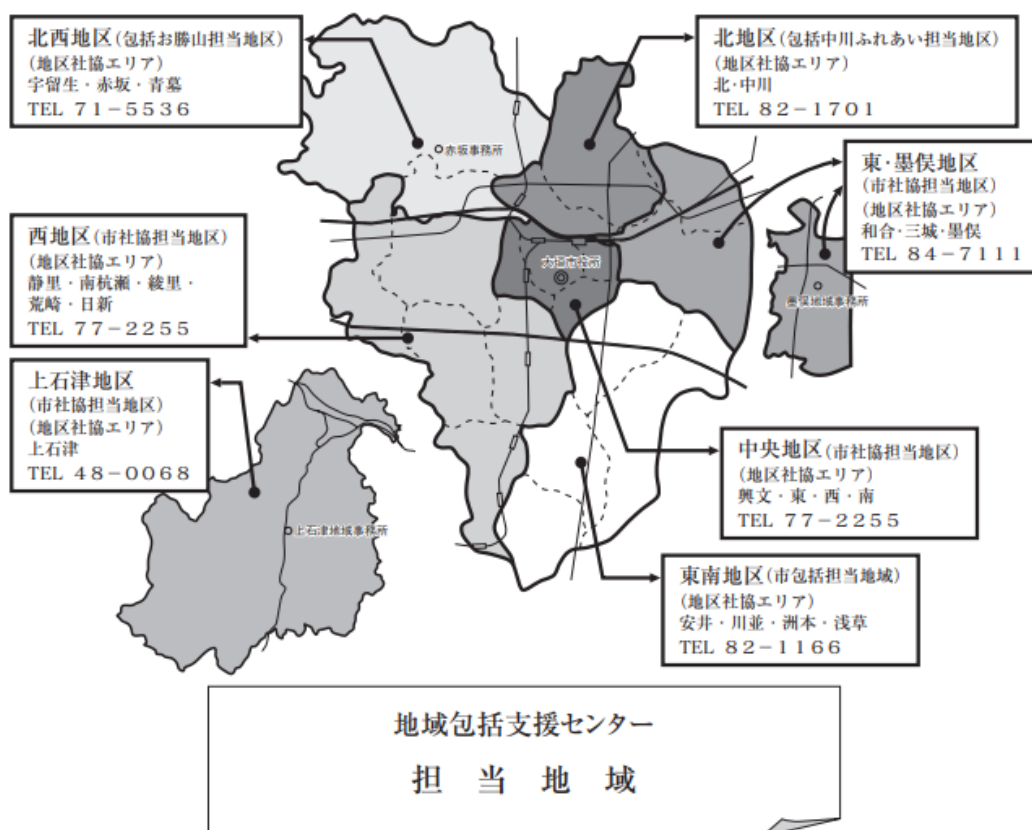 北西地区(包括お勝山担当地区)
(地区社協エリア)
宇留生・赤坂・青墓
TEL 71−5536
北地区(包括中川ふれあい担当地区)
(地区社協エリア)
北・中川
TEL 82−1701
赤坂事務所
東・墨俣地区
(市社協担当地区)
(地区社協エリア)
和合・三城・墨俣
TEL 84−7111
西地区(市社協担当地区)
(地区社協エリア)
静里・南杭瀬・綾里・
荒崎・日新
TEL 77−2255
大垣市役所
墨俣地域事務所
上石津地区
(市社協担当地区)
(地区社協エリア)
上石津
TEL 48−0068
中央地区(市社協担当地区)
(地区社協エリア)
興文・東・西・南
TEL 77−2255
上石津地域事務所
東南地区(市包括担当地域)
(地区社協エリア)
安井・川並・洲本・浅草
TEL 82−1166
地域包括支援センター
担当地域